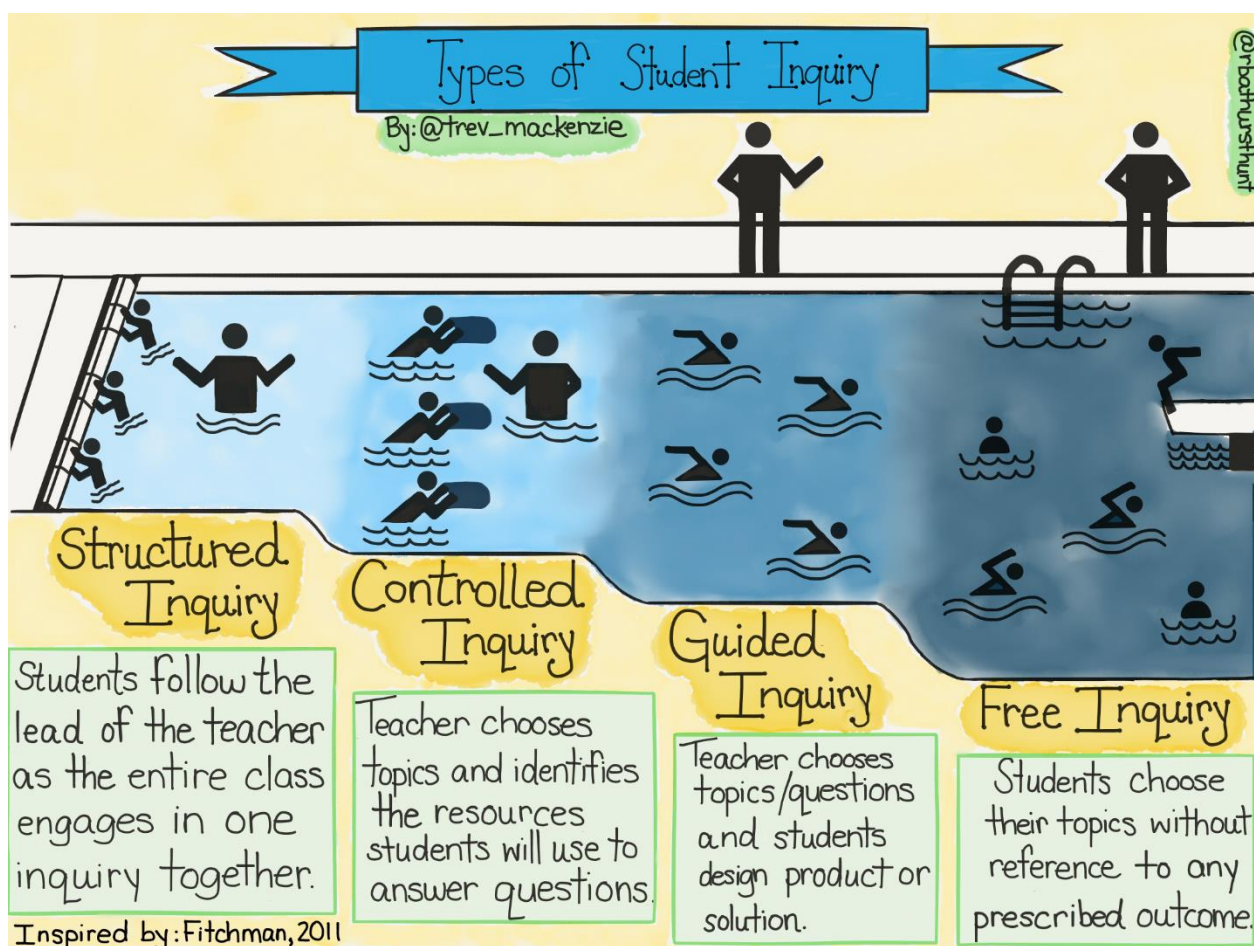 Types of Student Inquiry
By: @trev_mackenzie
@rbathursthunt
Structured
Inquiry
Students follow the
lead of the teacher
as the entire class
engages in one
inquiry together.
Controlled
Inquiry
Teacher chooses
topics and identifies
the resources
students will use to
answer questions.
Guided
Inquiry
Teacher chooses
topics/questions
and students
design product or
solution.
Free Inquiry
Students choose
their topics without
reference to any
prescribed outcome
Inspired by: Fitchman, 2011